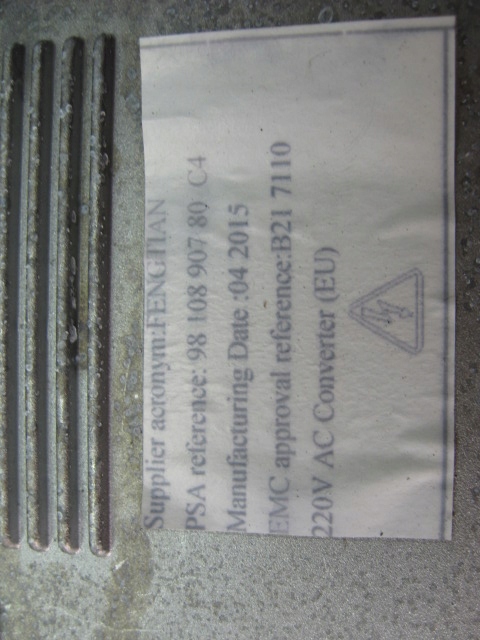 Supplier acronym:FENGTIAN
PSA reference: 98 108 907 80 C4
Manufacturing Date :04 2015
EMC approval reference:B21 7110
220V AC Converter (EU)